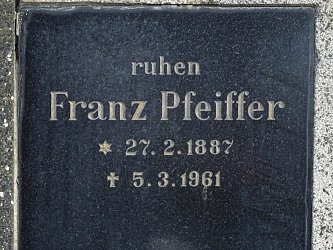 ruhen
Franz Pfeiffer
* 27. 2. 1887
† 5. 3. 1961